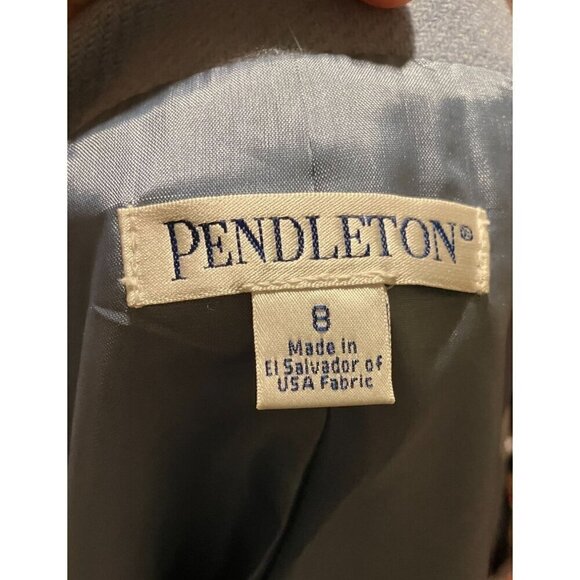 PENDLETON®
8
Made in
El Salvador of
USA Fabric